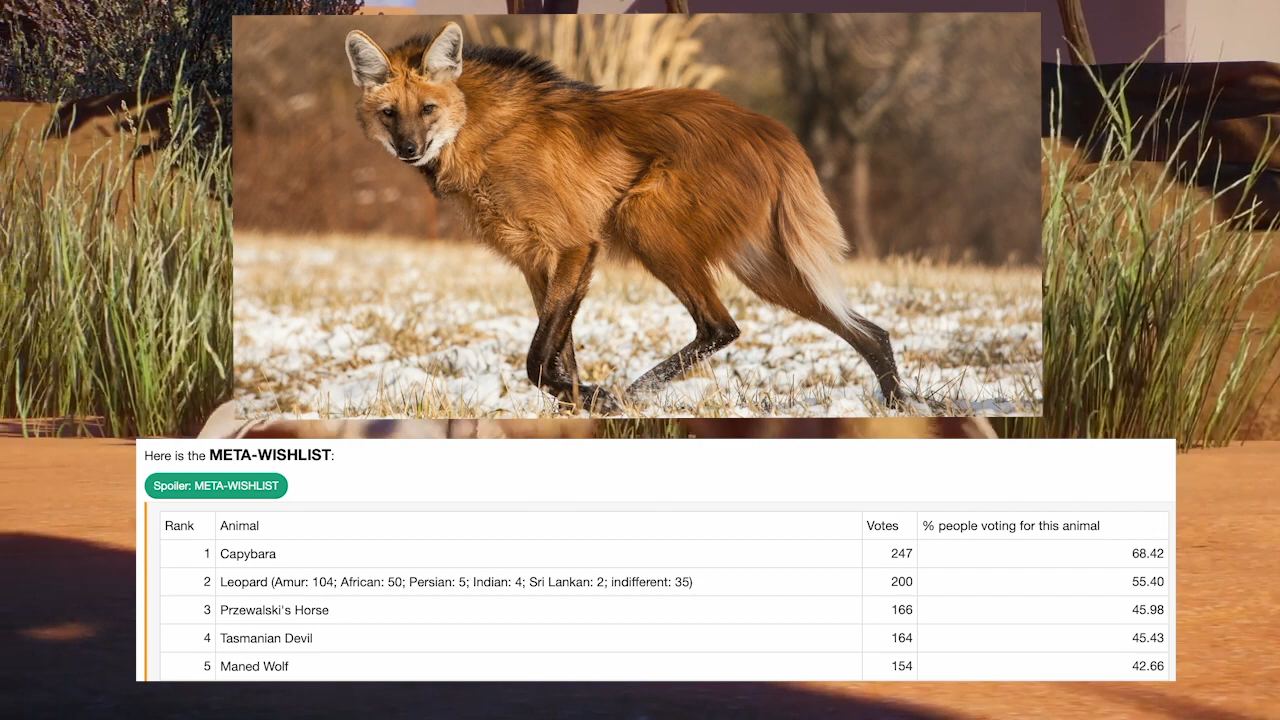 Here is the META-WISHLIST:
Spoiler: META-WISHLIST
Rank Animal Votes % people voting for this animal
1 Capybara 247 68.42
2 Leopard (Amur: 104; African: 50; Persian: 5; Indian: 4; Sri Lankan: 2; indifferent: 35) 200 55.40
3 Przewalski's Horse 166 45.98
4 Tasmanian Devil 164 45.43
5 Maned Wolf 154 42.66